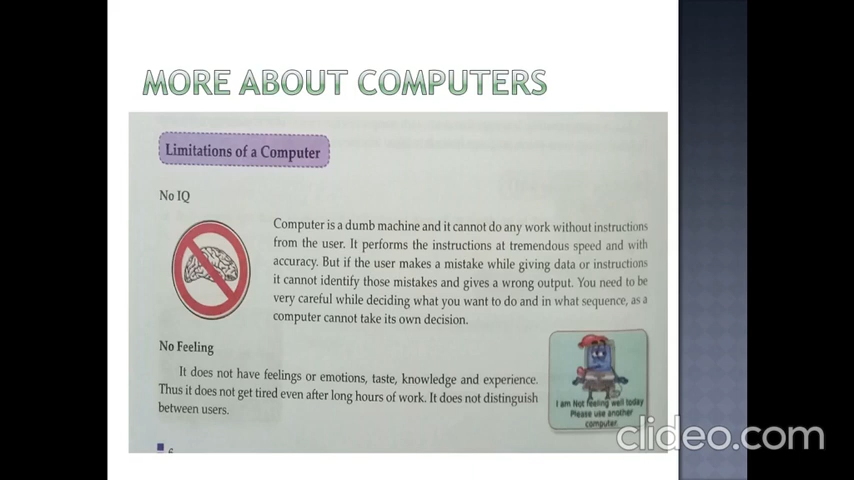 MORE ABOUT COMPUTERS
Limitations of a Computer
No IQ
Computer is a dumb machine and it cannot do any work without instructions
from the user. It performs the instructions at tremendous speed and with
accuracy. But if the user makes a mistake while giving data or instructions
it cannot identify those mistakes and gives a wrong output. You need to be
very careful while deciding what you want to do and in what sequence, as a
computer cannot take its own decision.
No Feeling
It does not have feelings or emotions, taste, knowledge and experience.
Thus it does not get tired even after long hours of work. It does not distinguish
between users.
I am Not feeling well today
Please use another
computer.
6
clideo.com